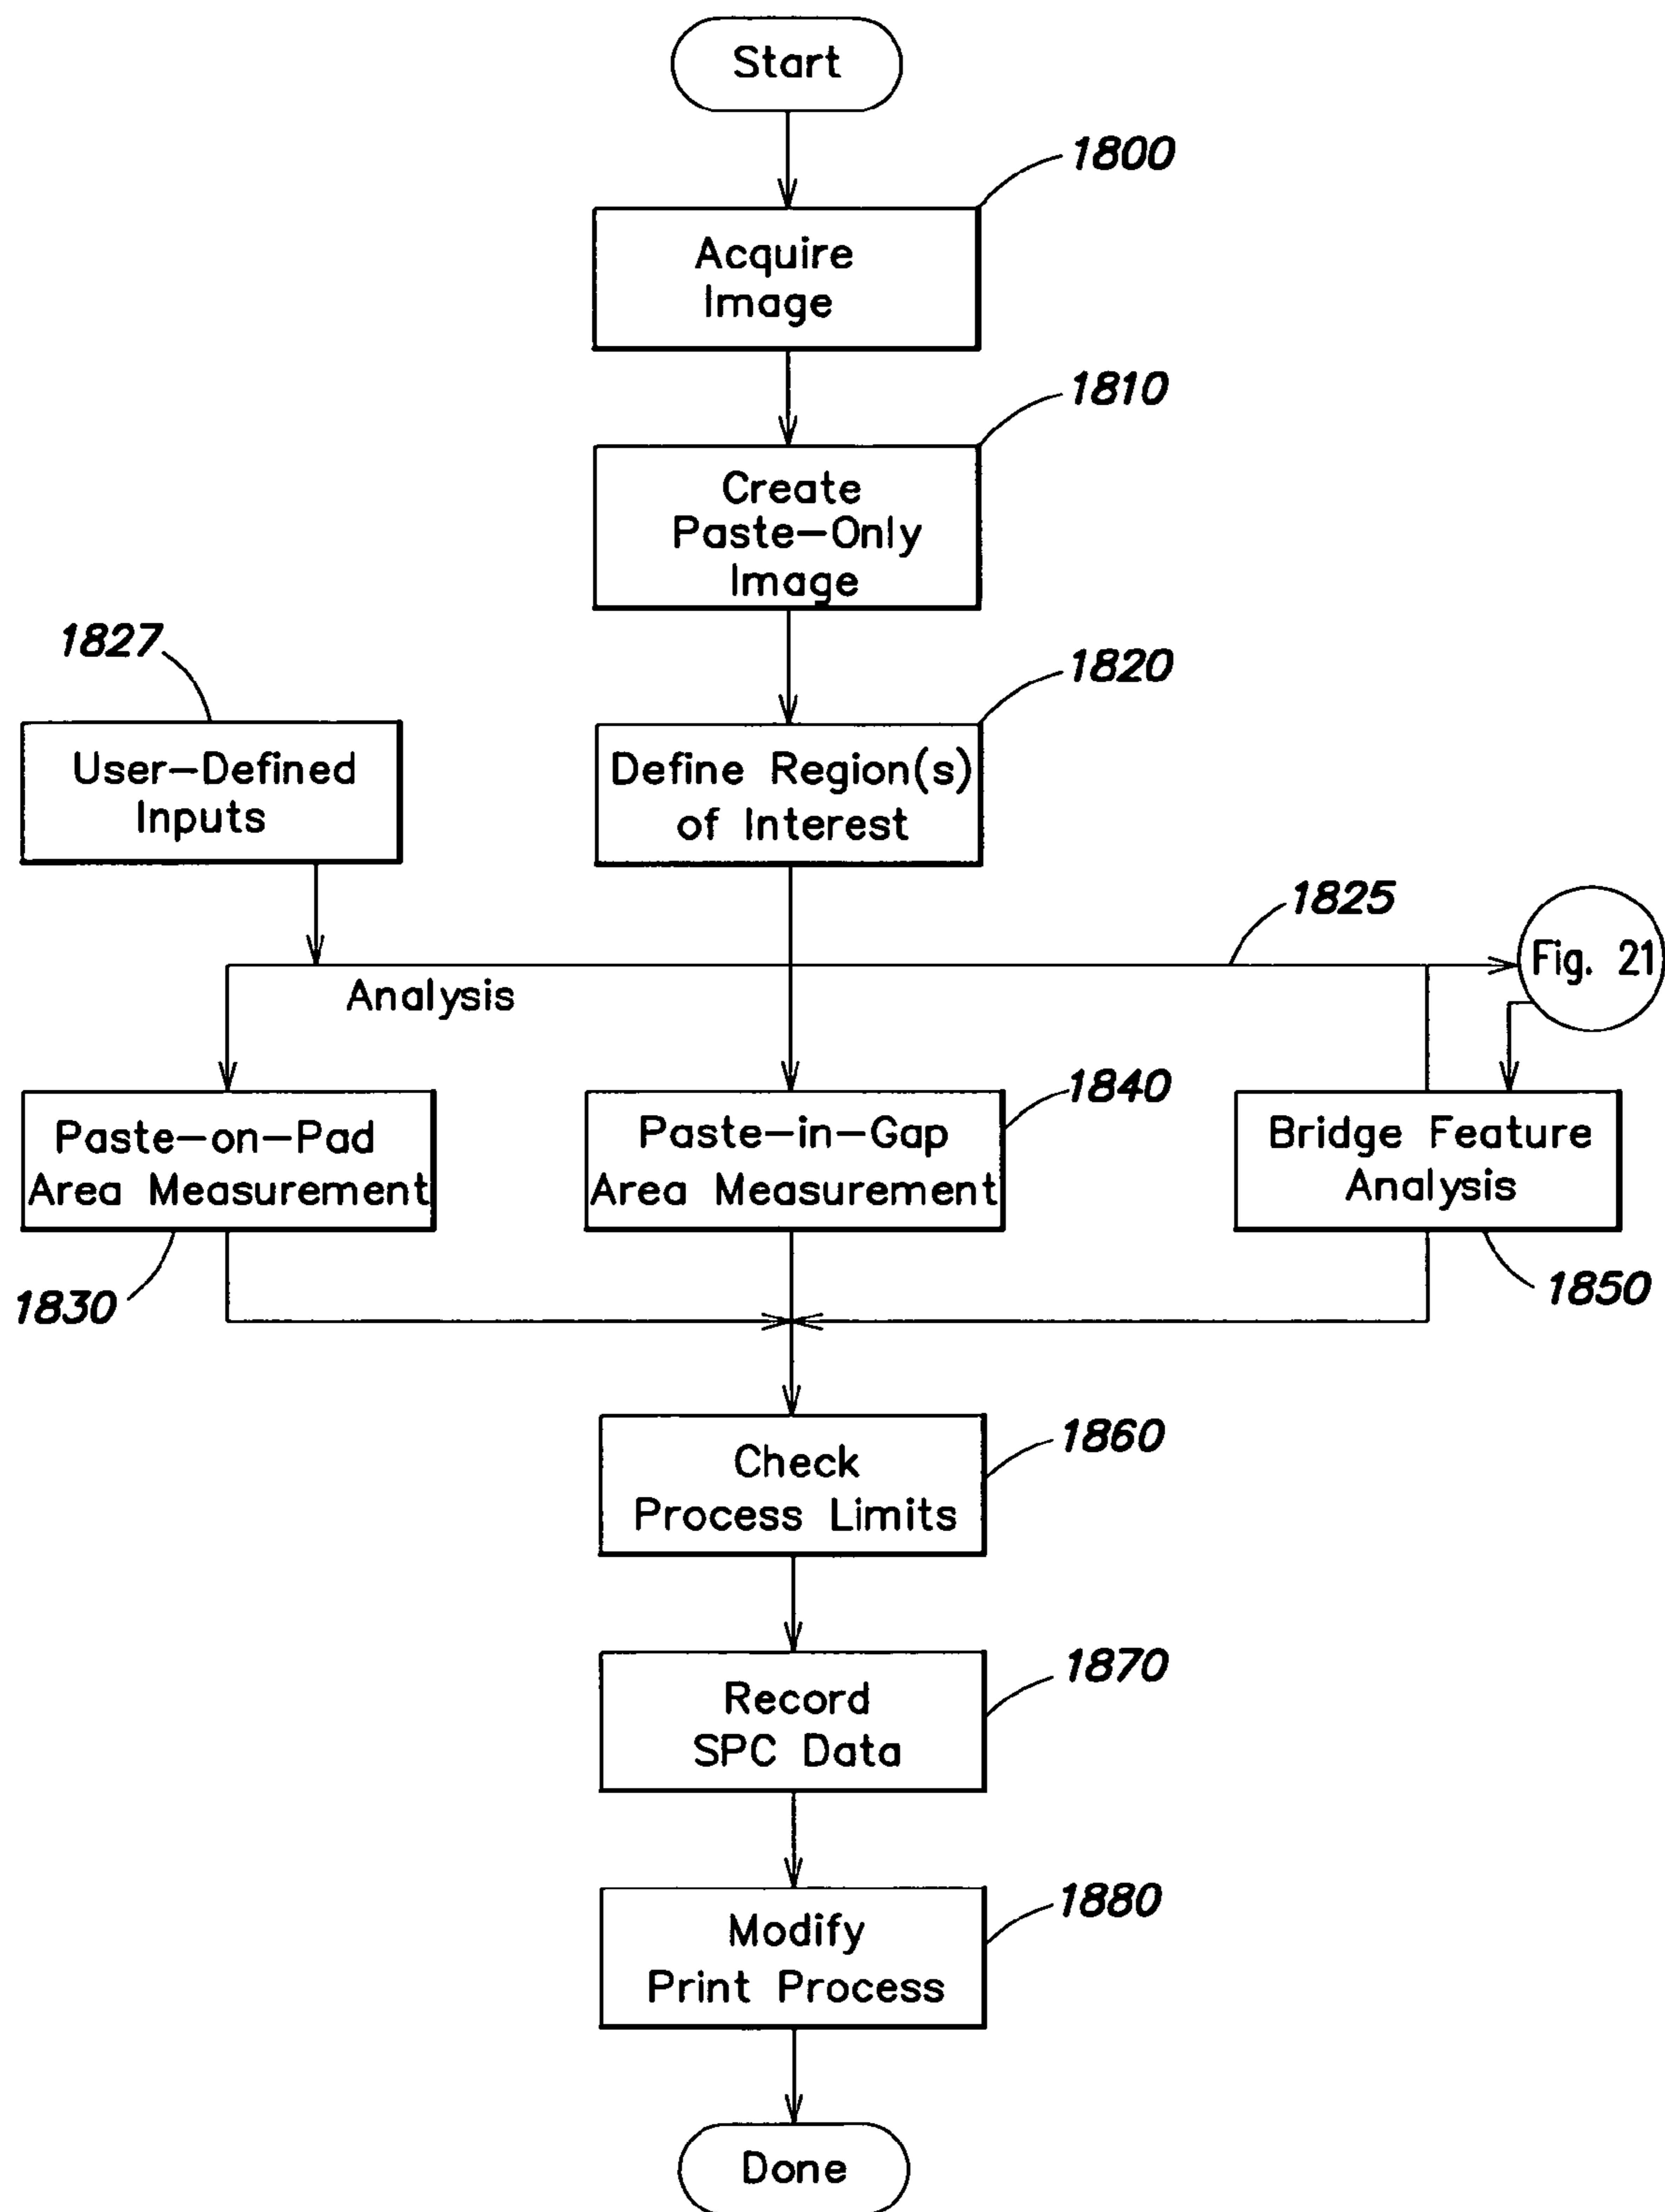 Start
1800
Acquire
Image
1810
Create
Paste-Only
Image
1827
1820
User-Defined
Inputs
Define Region(s)
of Interest
1825
Fig. 21
Analysis
1840
Paste-on-Pad
Area Measurement
Paste-in-Gap
Area Measurement
Bridge Feature
Analysis
1830
1850
1860
Check
Process Limits
1870
Record
SPC Data
1880
Modify
Print Process
Done